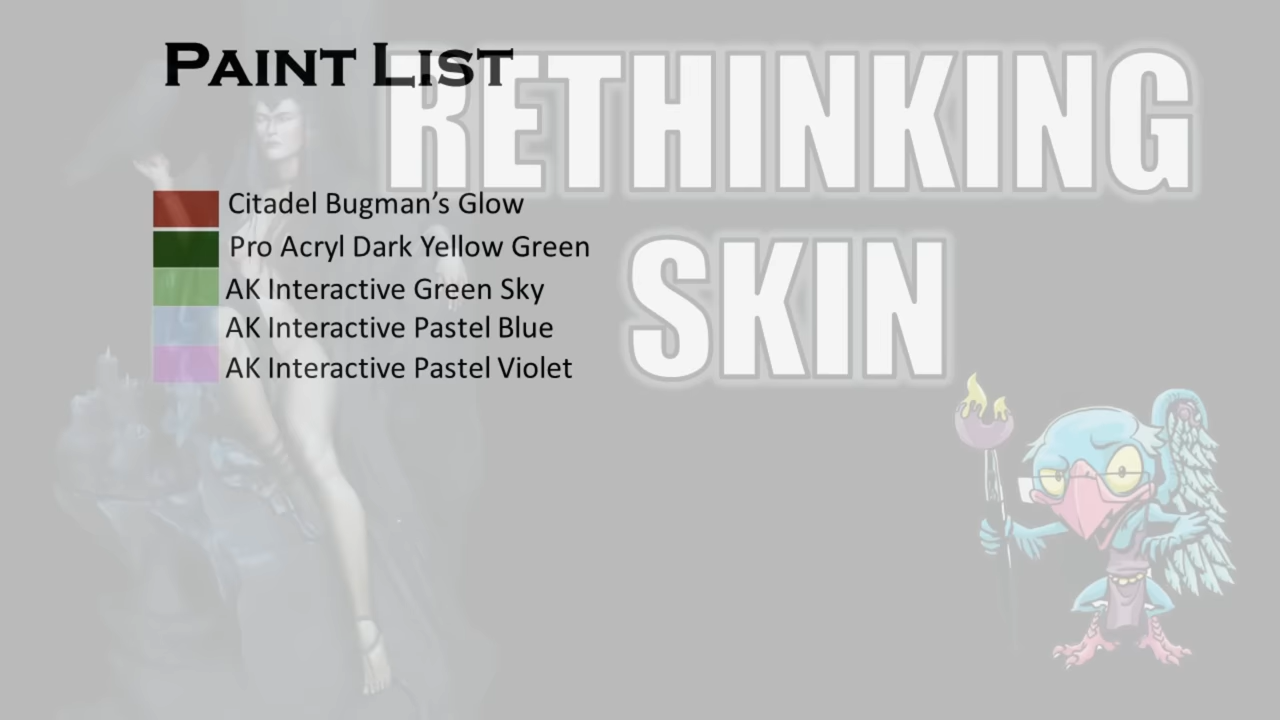 PAINT LIST
RETHINKING
SKIN
Citadel Bugman’s Glow
Pro Acryl Dark Yellow Green
AK Interactive Green Sky
AK Interactive Pastel Blue
AK Interactive Pastel Violet